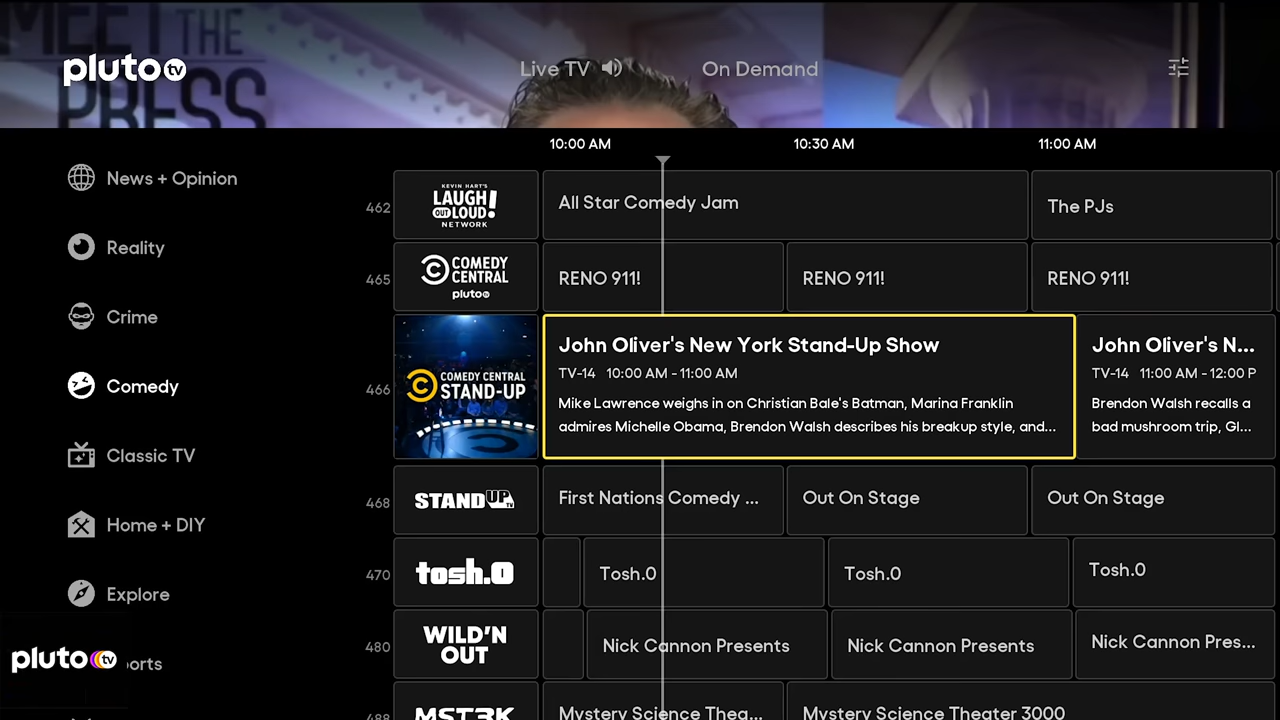 MEET THE
PRESS
pluto tv
Live TV
On Demand
10:00 AM
10:30 AM
11:00 AM
News + Opinion
Reality
Crime
Comedy
Classic TV
Home + DIY
Explore
pluto tv
orts
462
KEVIN HART'S
LAUGH
OUT LOUD!
NETWORK
All Star Comedy Jam
The PJs
465
COMEDY
CENTRAL
pluto tv
RENO 911!
RENO 911!
RENO 911!
466
COMEDY CENTRAL
STAND-UP
John Oliver's New York Stand-Up Show
TV-14 10:00 AM - 11:00 AM
Mike Lawrence weighs in on Christian Bale's Batman, Marina Franklin
admires Michelle Obama, Brendon Walsh describes his breakup style, and...
John Oliver's N...
TV-14 11:00 AM - 12:00 P
Brendon Walsh recalls a
bad mushroom trip, Gl...
468
STAND UP TV
First Nations Comedy ...
Out On Stage
Out On Stage
470
tosh.0
Tosh.0
Tosh.0
Tosh.0
480
WILD'N
OUT
Nick Cannon Presents
Nick Cannon Presents
Nick Cannon Pres...
488
MST3K
Mystery Science Thea...
Mystery Science Theater 3000